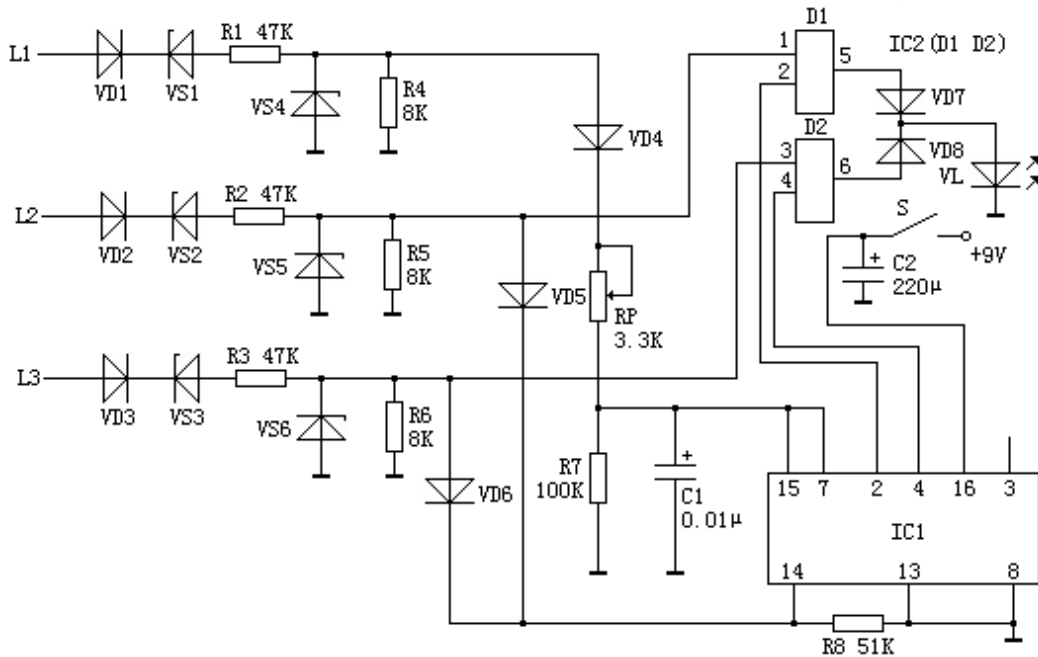 D1
R1 47K
L1
VD1
VS1
VS4
R4
8K
VD4
1
2
5
IC2(D1 D2)
VD7
D2
3
4
6
VD8
VL
R2 47K
L2
VD2
VS2
VS5
R5
8K
VD5
RP
3.3K
S
+
C2
220μ
+9V
R3 47K
L3
VD3
VS3
VS6
R6
8K
VD6
R7
100K
+
C1
0.01μ
15 7 2 4 16 3
IC1
14 13 8
R8 51K